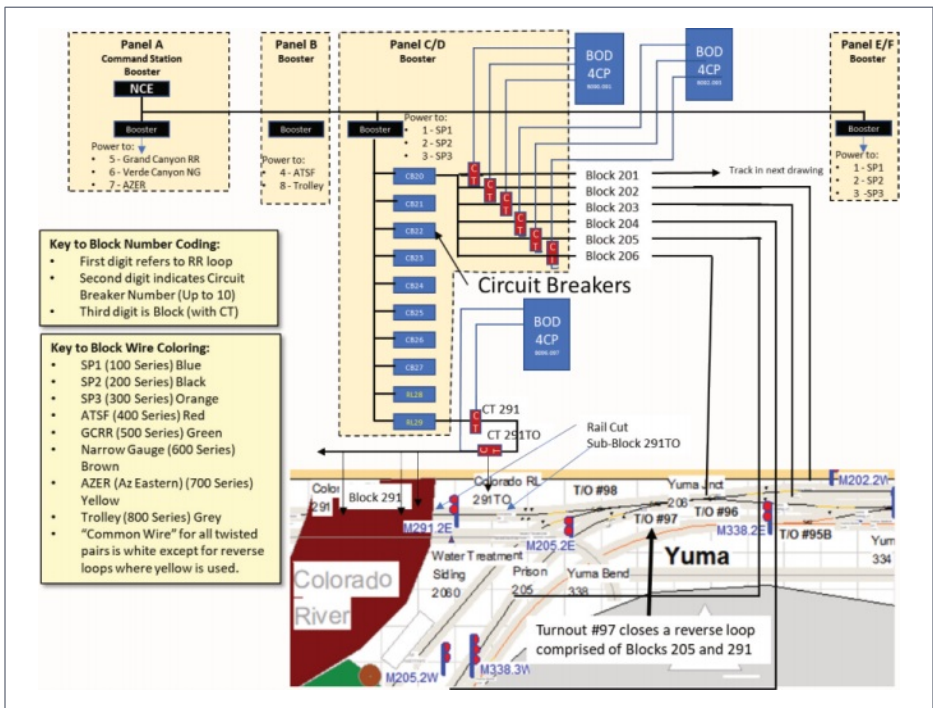 Panel A
Command Station
Booster
NCE
Booster
Power to:
• 5 - Grand Canyon RR
• 6 - Verde Canyon NG
• 7 - AZER
Panel B
Booster
Booster
Power to:
• 4 - ATSF
• 8 - Trolley
Panel C/D
Booster
Booster
Power to:
• 1 - SP1
• 2 - SP2
• 3 - SP3
BOD
4CP
BOD
4CP
Panel E/F
Booster
Booster
Power to:
• 1 - SP1
• 2 - SP2
• 3 -SP3
CB20
CB21
CB22
CB23
CB24
CB25
CB26
CB27
RL28
RL29
CT
CT
CT
CT
CT
CT
Block 201
Block 202
Block 203
Block 204
Block 205
Block 206
Track in next drawing
Circuit Breakers
BOD
4CP
Key to Block Number Coding:
• First digit refers to RR loop
• Second digit indicates Circuit
Breaker Number (Up to 10)
• Third digit is Block (with CT)
Key to Block Wire Coloring:
• SP1 (100 Series) Blue
• SP2 (200 Series) Black
• SP3 (300 Series) Orange
• ATSF (400 Series) Red
• GCRR (500 Series) Green
• Narrow Gauge (600 Series)
Brown
• AZER (Az Eastern) (700 Series)
Yellow
• Trolley (800 Series) Grey
• “Common Wire” for all twisted
pairs is white except for reverse
loops where yellow is used.
CT
CT 291
CT
CT 291TO
Rail Cut
Sub-Block 291TO
Block 291
291
Colorado RL
291TO
T/O #98
Yuma Jnct
206
T/O #96
T/O #97
M202.2W
M291.2E
M205.2E
M338.2E
T/O #95B
Water Treatment
Siding
2060
Prison
205
Yuma Bend
338
Yuma
334
Colorado
River
M205.2W
M338.3W
Turnout #97 closes a reverse loop
comprised of Blocks 205 and 291